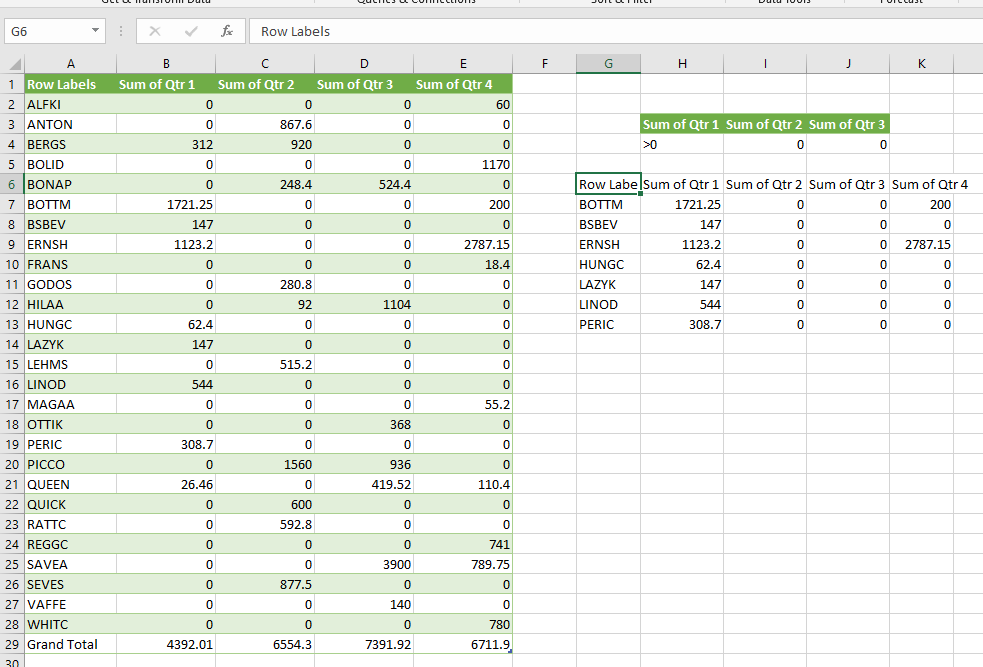 Get & Transform Data Queries & Connections Sort & Filter Data Tools Forecast
G6 fx Row Labels
A B C D E F G H I J K
1 Row Labels Sum of Qtr 1 Sum of Qtr 2 Sum of Qtr 3 Sum of Qtr 4
2 ALFKI 0 0 0 60
3 ANTON 0 867.6 0 0 Sum of Qtr 1 Sum of Qtr 2 Sum of Qtr 3
4 BERGS 312 920 0 0 >0 0 0
5 BOLID 0 0 0 1170
6 BONAP 0 248.4 524.4 0 Row Labe Sum of Qtr 1 Sum of Qtr 2 Sum of Qtr 3 Sum of Qtr 4
7 BOTTM 1721.25 0 0 200 BOTTM 1721.25 0 0 200
8 BSBEV 147 0 0 0 BSBEV 147 0 0 0
9 ERNSH 1123.2 0 0 2787.15 ERNSH 1123.2 0 0 2787.15
10 FRANS 0 0 0 18.4 HUNGC 62.4 0 0 0
11 GODOS 0 280.8 0 0 LAZYK 147 0 0 0
12 HILAA 0 92 1104 0 LINOD 544 0 0 0
13 HUNGC 62.4 0 0 0 PERIC 308.7 0 0 0
14 LAZYK 147 0 0 0
15 LEHMS 0 515.2 0 0
16 LINOD 544 0 0 0
17 MAGAA 0 0 0 55.2
18 OTTIK 0 0 368 0
19 PERIC 308.7 0 0 0
20 PICCO 0 1560 936 0
21 QUEEN 26.46 0 419.52 110.4
22 QUICK 0 600 0 0
23 RATTC 0 592.8 0 0
24 REGGC 0 0 0 741
25 SAVEA 0 0 3900 789.75
26 SEVES 0 877.5 0 0
27 VAFFE 0 0 140 0
28 WHITC 0 0 0 780
29 Grand Total 4392.01 6554.3 7391.92 6711.9
30